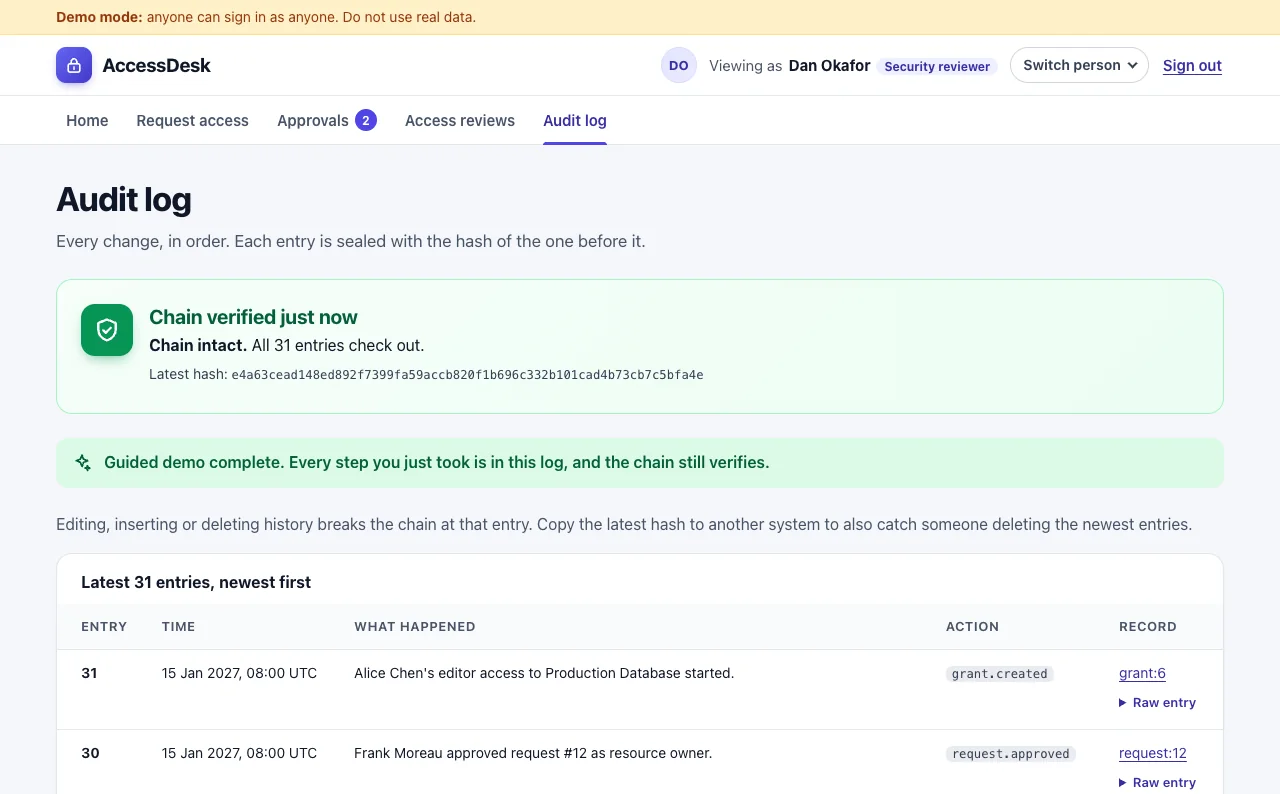 Demo mode: anyone can sign in as anyone. Do not use real data.
AccessDesk
DO Viewing as Dan Okafor Security reviewer Switch person Sign out
Home Request access Approvals 2 Access reviews Audit log
Audit log
Every change, in order. Each entry is sealed with the hash of the one before it.
Chain verified just now
Chain intact. All 31 entries check out.
Latest hash: e4a63cead148ed892f7399fa59accb820f1b696c332b101cad4b73cb7c5bfa4e
Guided demo complete. Every step you just took is in this log, and the chain still verifies.
Editing, inserting or deleting history breaks the chain at that entry. Copy the latest hash to another system to also catch someone deleting the newest entries.
Latest 31 entries, newest first
ENTRY TIME WHAT HAPPENED ACTION RECORD
31 15 Jan 2027, 08:00 UTC Alice Chen's editor access to Production Database started. grant.created grant:6
Raw entry
30 15 Jan 2027, 08:00 UTC Frank Moreau approved request #12 as resource owner. request.approved request:12
Raw entry